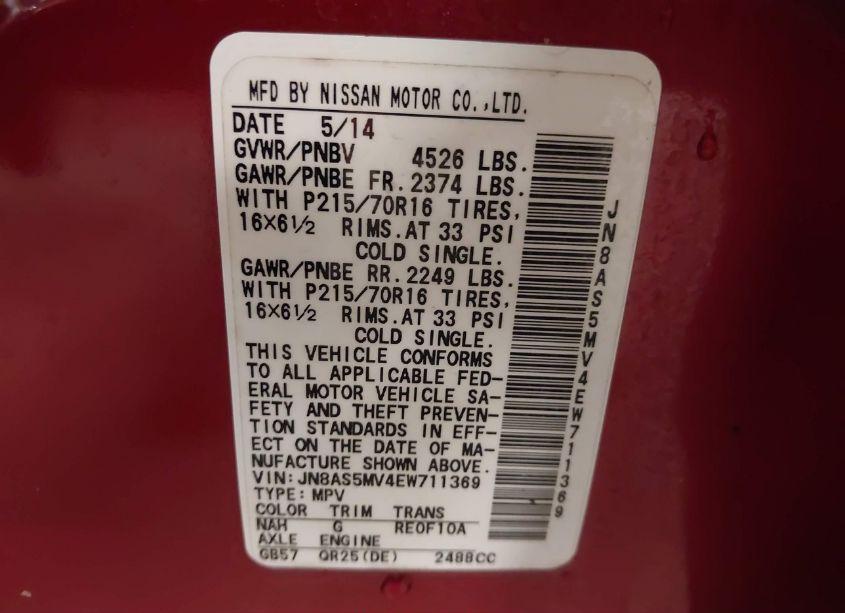 MFD BY NISSAN MOTOR CO.,LTD.
DATE 5/14
GVWR/PNBV 4526 LBS.
GAWR/PNBE FR. 2374 LBS.
WITH P215/70R16 TIRES,
16×6½ RIMS.AT 33 PSI
COLD SINGLE.
GAWR/PNBE RR. 2249 LBS.
WITH P215/70R16 TIRES,
16×6½ RIMS.AT 33 PSI
COLD SINGLE.
THIS VEHICLE CONFORMS
TO ALL APPLICABLE FED-
ERAL MOTOR VEHICLE SA-
FETY AND THEFT PREVEN-
TION STANDARDS IN EFF-
ECT ON THE DATE OF MA-
NUFACTURE SHOWN ABOVE.
VIN: JN8AS5MV4EW711369
TYPE: MPV
COLOR TRIM TRANS
NAH G RE0F10A
AXLE ENGINE
GB57 QR25(DE) 2488CC
JN8AS5MV4EW711369